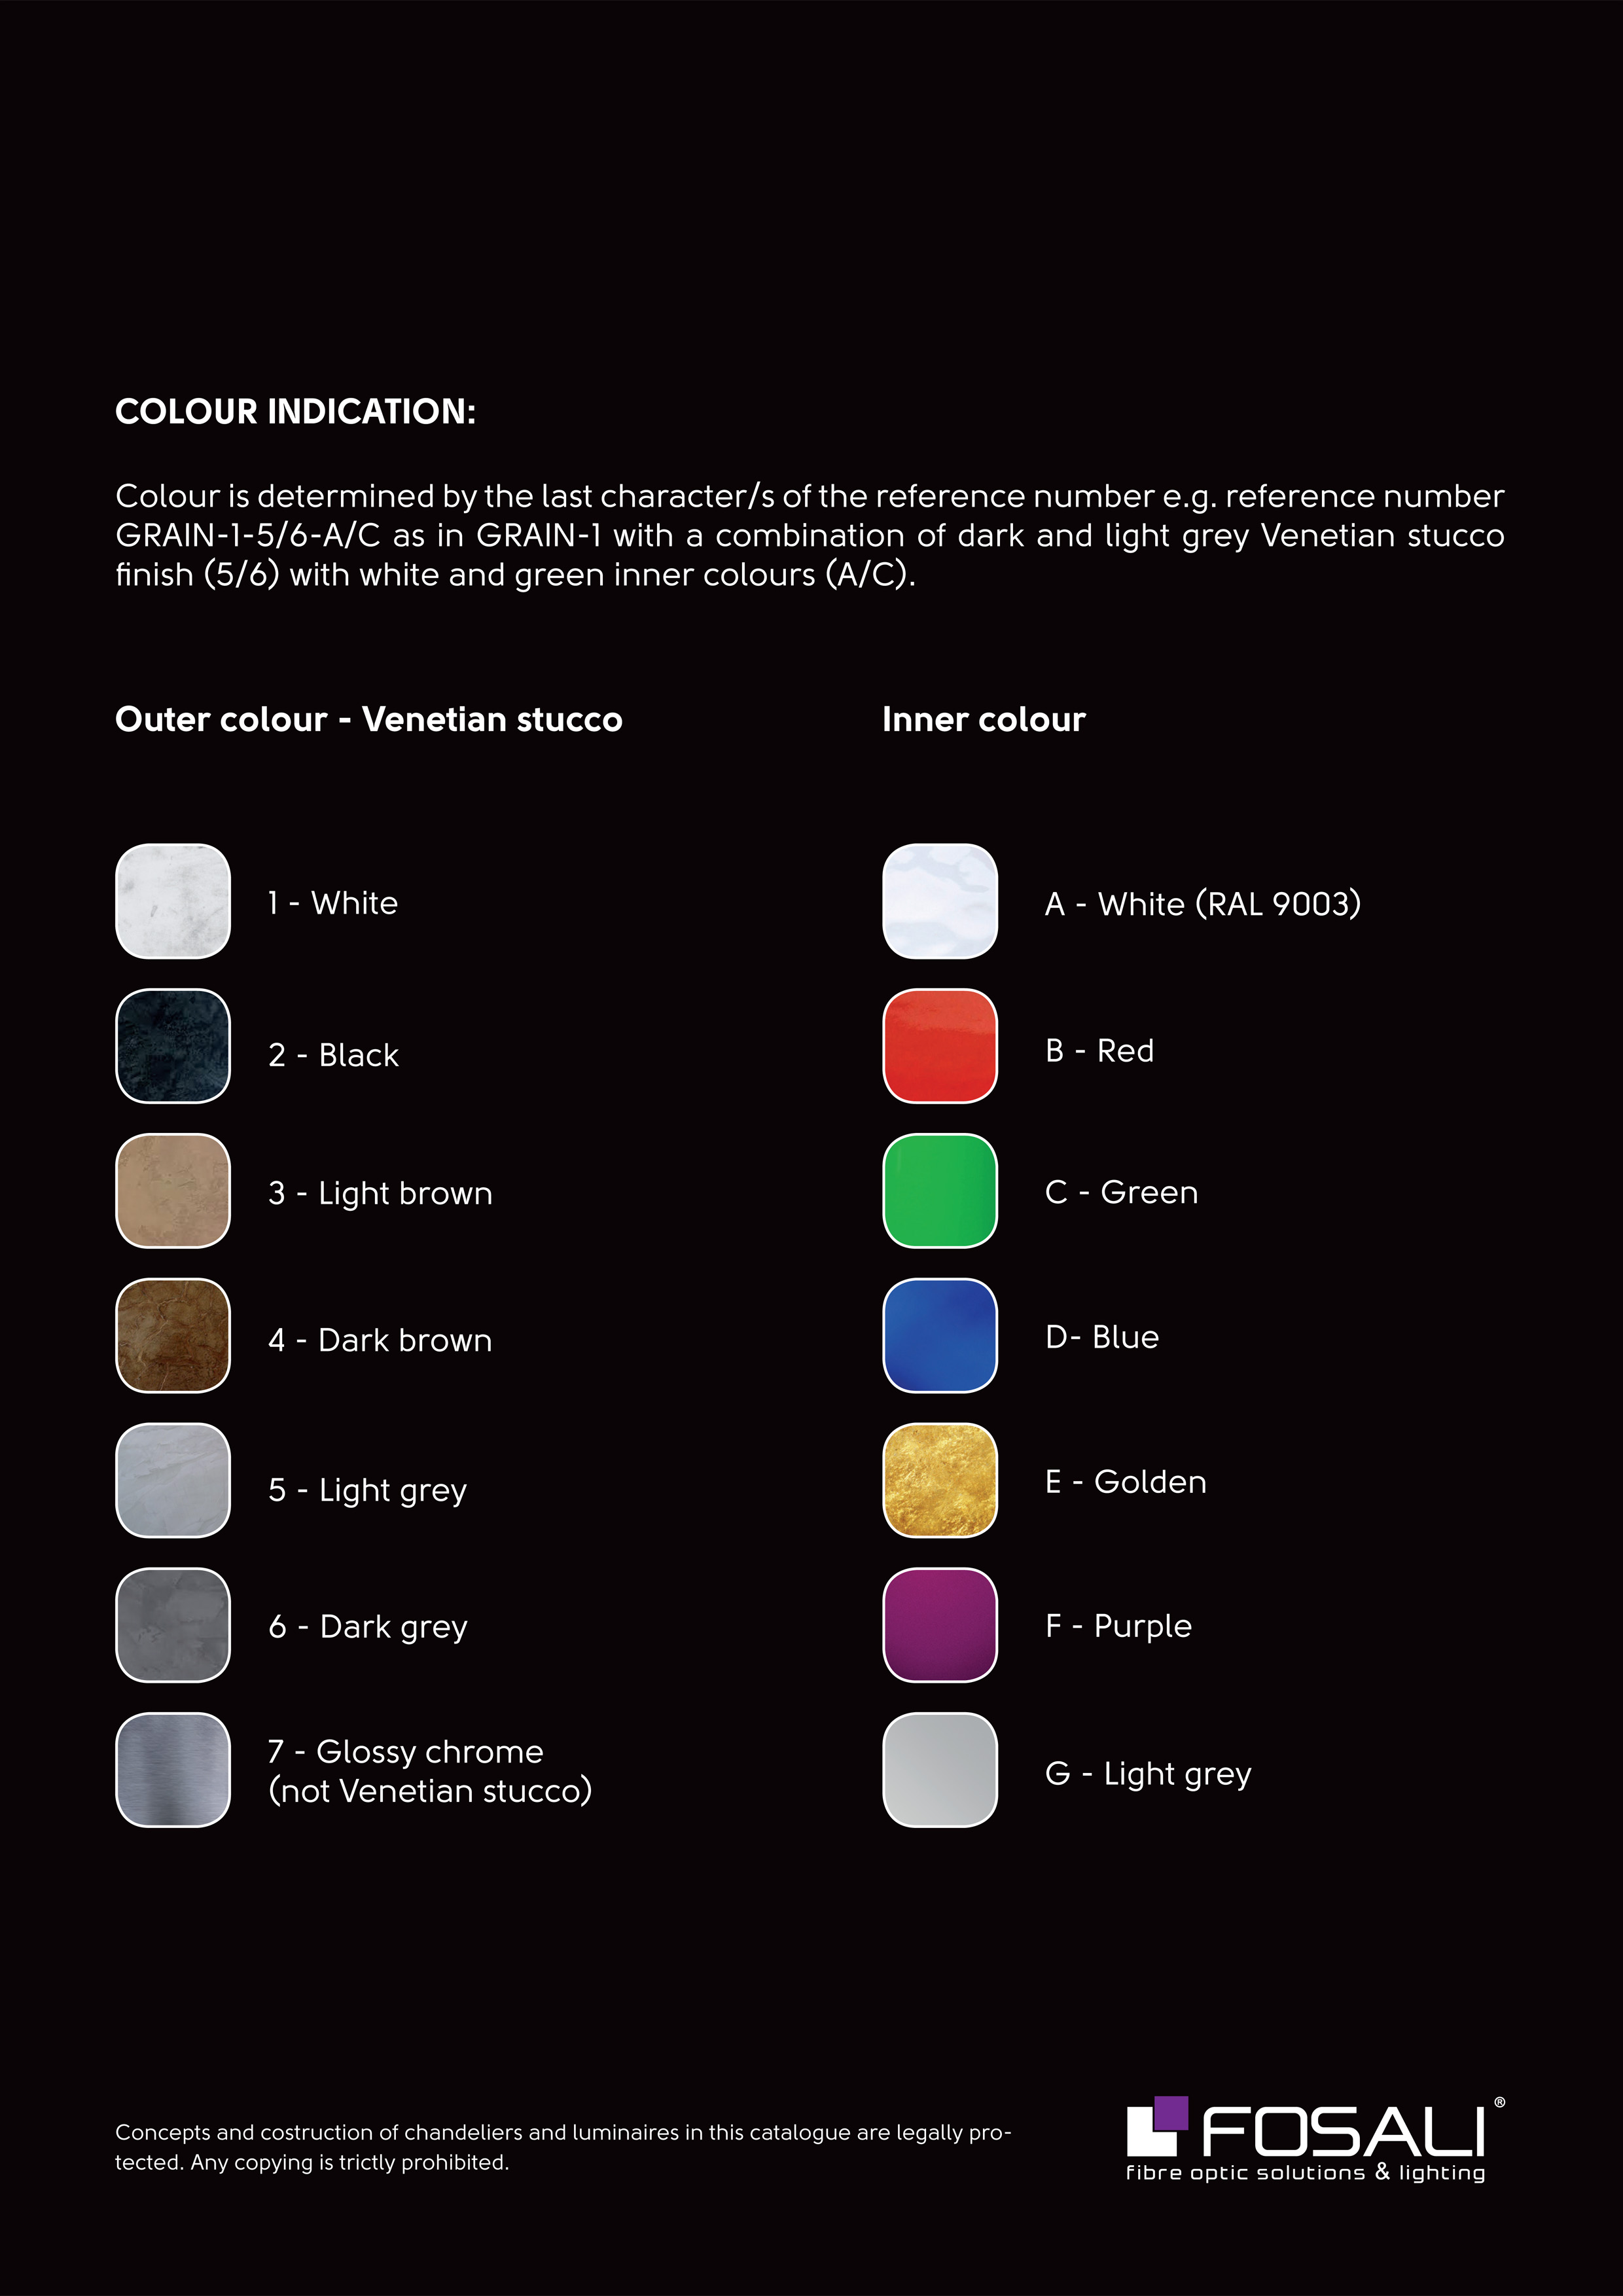 COLOUR INDICATION:
Colour is determined by the last character/s of the reference number e.g. reference number
GRAIN-1-5/6-A/C as in GRAIN-1 with a combination of dark and light grey Venetian stucco
finish (5/6) with white and green inner colours (A/C).
Outer colour - Venetian stucco
1 - White
2 - Black
3 - Light brown
4 - Dark brown
5 - Light grey
6 - Dark grey
7 - Glossy chrome
(not Venetian stucco)
Inner colour
A - White (RAL 9003)
B - Red
C - Green
D- Blue
E - Golden
F - Purple
G - Light grey
Concepts and costruction of chandeliers and luminaires in this catalogue are legally pro-
tected. Any copying is trictly prohibited.
FOSALI®
fibre optic solutions & lighting